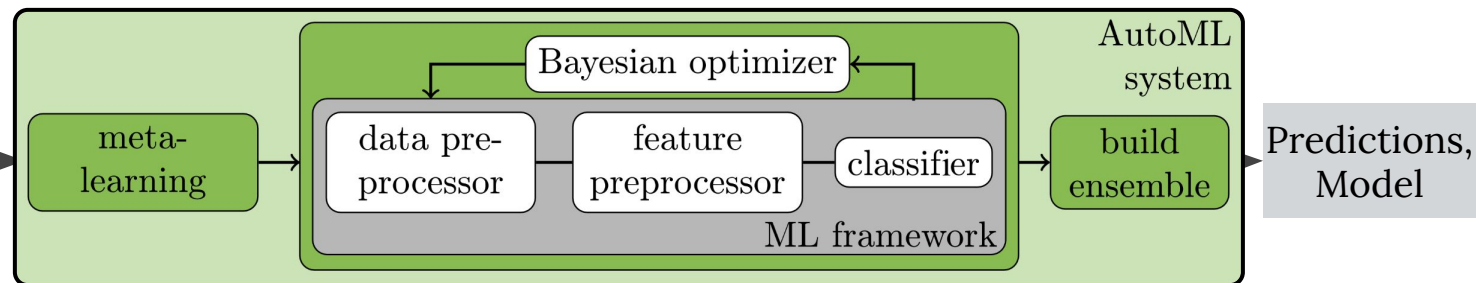 meta-
learning
Bayesian optimizer
data pre-
processor
feature
preprocessor
classifier
ML framework
AutoML
system
build
ensemble
Predictions,
Model